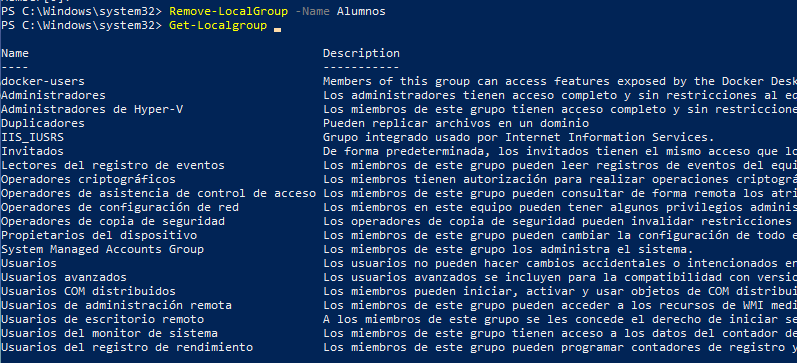 PS C:\Windows\system32> Remove-LocalGroup -Name Alumnos
PS C:\Windows\system32> Get-Localgroup
Name Description
---- -----------
docker-users Members of this group can access features exposed by the Docker Desk
Administradores Los administradores tienen acceso completo y sin restricciones al eq
Administradores de Hyper-V Los miembros de este grupo tienen acceso completo y sin restriccione
Duplicadores Pueden replicar archivos en un dominio
IIS_IUSRS Grupo integrado usado por Internet Information Services.
Invitados De forma predeterminada, los invitados tienen el mismo acceso que lo
Lectores del registro de eventos Los miembros de este grupo pueden leer registros de eventos del equi
Operadores criptográficos Los miembros tienen autorización para realizar operaciones criptográ
Operadores de asistencia de control de acceso Los miembros de este grupo pueden consultar de forma remota los atri
Operadores de configuración de red Los miembros en este equipo pueden tener algunos privilegios adminis
Operadores de copia de seguridad Los operadores de copia de seguridad pueden invalidar restricciones
Propietarios del dispositivo Los miembros de este grupo pueden cambiar la configuración de todo e
System Managed Accounts Group Los miembros de este grupo los administra el sistema.
Usuarios Los usuarios no pueden hacer cambios accidentales o intencionados en
Usuarios avanzados Los usuarios avanzados se incluyen para la compatibilidad con versio
Usuarios COM distribuidos Los miembros pueden iniciar, activar y usar objetos de COM distribui
Usuarios de administración remota Los miembros de este grupo pueden acceder a los recursos de WMI medi
Usuarios de escritorio remoto A los miembros de este grupo se les concede el derecho de iniciar se
Usuarios del monitor de sistema Los miembros de este grupo tienen acceso a los datos del contador de
Usuarios del registro de rendimiento Los miembros de este grupo pueden programar contadores de registro y